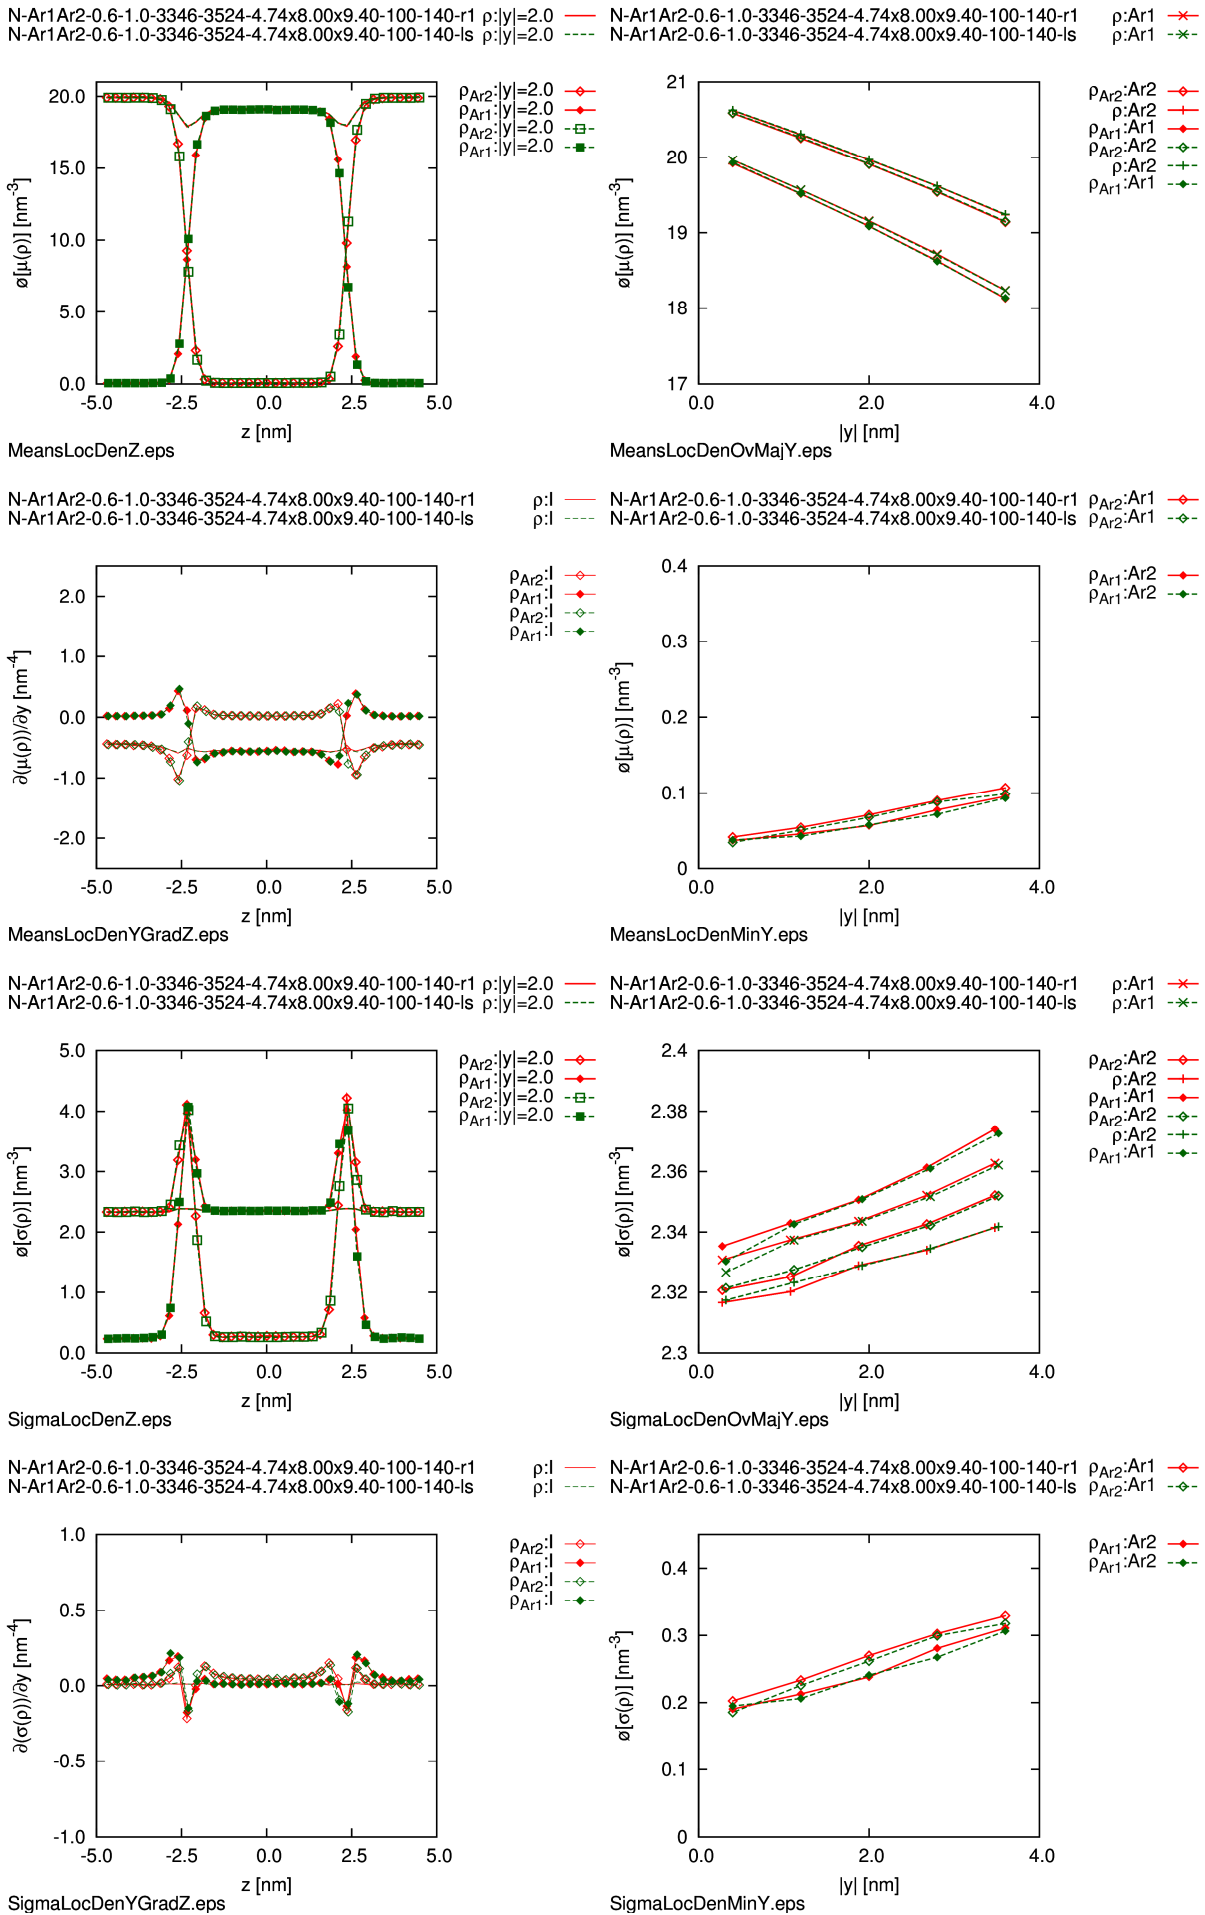 N-Ar1Ar2-0.6-1.0-3346-3524-4.74x8.00x9.40-100-140-r1 ρ:|y|=2.0
N-Ar1Ar2-0.6-1.0-3346-3524-4.74x8.00x9.40-100-140-ls ρ:|y|=2.0
ρAr2:|y|=2.0
ρAr1:|y|=2.0
ρAr2:|y|=2.0
ρAr1:|y|=2.0
ø[μ(ρ)] [nm-3]
20.0
15.0
10.0
5.0
0.0
-5.0 -2.5 0.0 2.5 5.0
z [nm]
MeansLocDenZ.eps
N-Ar1Ar2-0.6-1.0-3346-3524-4.74x8.00x9.40-100-140-r1 ρ:Ar1
N-Ar1Ar2-0.6-1.0-3346-3524-4.74x8.00x9.40-100-140-ls ρ:Ar1
ρAr2:Ar2
ρ:Ar2
ρAr1:Ar1
ρAr2:Ar2
ρ:Ar2
ρAr1:Ar1
ø[μ(ρ)] [nm-3]
21
20
19
18
17
0.0 2.0 4.0
|y| [nm]
MeansLocDenOvMajY.eps
N-Ar1Ar2-0.6-1.0-3346-3524-4.74x8.00x9.40-100-140-r1 ρ:l
N-Ar1Ar2-0.6-1.0-3346-3524-4.74x8.00x9.40-100-140-ls ρ:l
ρAr2:l
ρAr1:l
ρAr2:l
ρAr1:l
∂(μ(ρ))/∂y [nm-4]
2.0
1.0
0.0
-1.0
-2.0
-5.0 -2.5 0.0 2.5 5.0
z [nm]
MeansLocDenYGradZ.eps
N-Ar1Ar2-0.6-1.0-3346-3524-4.74x8.00x9.40-100-140-r1 ρAr2:Ar1
N-Ar1Ar2-0.6-1.0-3346-3524-4.74x8.00x9.40-100-140-ls ρAr2:Ar1
ρAr1:Ar2
ρAr1:Ar2
ø[μ(ρ)] [nm-3]
0.4
0.3
0.2
0.1
0
0.0 2.0 4.0
|y| [nm]
MeansLocDenMinY.eps
N-Ar1Ar2-0.6-1.0-3346-3524-4.74x8.00x9.40-100-140-r1 ρ:|y|=2.0
N-Ar1Ar2-0.6-1.0-3346-3524-4.74x8.00x9.40-100-140-ls ρ:|y|=2.0
ρAr2:|y|=2.0
ρAr1:|y|=2.0
ρAr2:|y|=2.0
ρAr1:|y|=2.0
ø[σ(ρ)] [nm-3]
5.0
4.0
3.0
2.0
1.0
0.0
-5.0 -2.5 0.0 2.5 5.0
z [nm]
SigmaLocDenZ.eps
N-Ar1Ar2-0.6-1.0-3346-3524-4.74x8.00x9.40-100-140-r1 ρ:Ar1
N-Ar1Ar2-0.6-1.0-3346-3524-4.74x8.00x9.40-100-140-ls ρ:Ar1
ρAr2:Ar2
ρ:Ar2
ρAr1:Ar1
ρAr2:Ar2
ρ:Ar2
ρAr1:Ar1
ø[σ(ρ)] [nm-3]
2.4
2.38
2.36
2.34
2.32
2.3
0.0 2.0 4.0
|y| [nm]
SigmaLocDenOvMajY.eps
N-Ar1Ar2-0.6-1.0-3346-3524-4.74x8.00x9.40-100-140-r1 ρ:l
N-Ar1Ar2-0.6-1.0-3346-3524-4.74x8.00x9.40-100-140-ls ρ:l
ρAr2:l
ρAr1:l
ρAr2:l
ρAr1:l
∂(σ(ρ))/∂y [nm-4]
1.0
0.5
0.0
-0.5
-1.0
-5.0 -2.5 0.0 2.5 5.0
z [nm]
SigmaLocDenYGradZ.eps
N-Ar1Ar2-0.6-1.0-3346-3524-4.74x8.00x9.40-100-140-r1 ρAr2:Ar1
N-Ar1Ar2-0.6-1.0-3346-3524-4.74x8.00x9.40-100-140-ls ρAr2:Ar1
ρAr1:Ar2
ρAr1:Ar2
ø[σ(ρ)] [nm-3]
0.4
0.3
0.2
0.1
0
0.0 2.0 4.0
|y| [nm]
SigmaLocDenMinY.eps